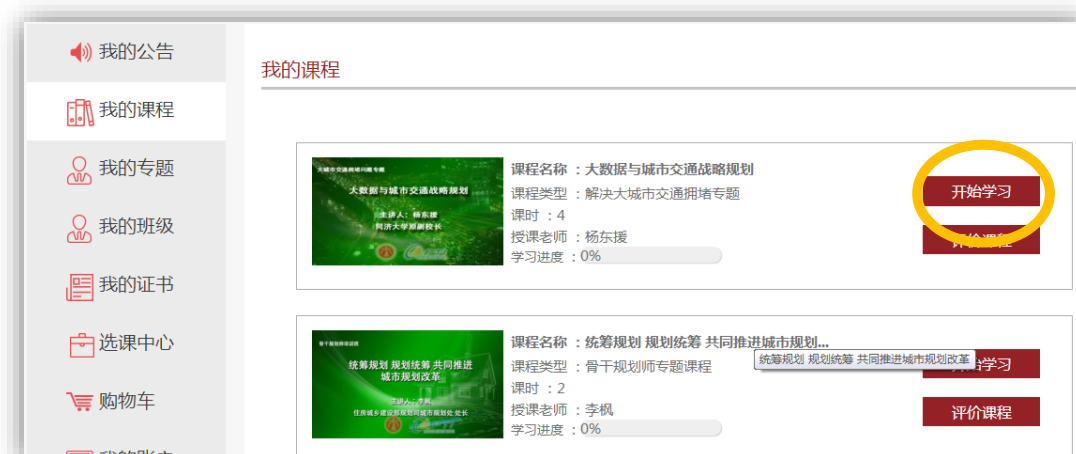 我的公告
我的课程
我的专题
我的班级
我的证书
选课中心
购物车
我的课程
大城市交通拥堵问题专题
大数据与城市交通战略规划
主讲人：杨东援
同济大学原副校长
课程名称 ：大数据与城市交通战略规划
课程类型 ：解决大城市交通拥堵专题
课时 ：4
授课老师 ：杨东援
学习进度 ：0%
开始学习
评价课程
骨干规划师培训班
统筹规划 规划统筹 共同推进
城市规划改革
主讲人：李枫
住房城乡建设部规划司城市规划处 处长
课程名称 ：统筹规划 规划统筹 共同推进城市规划...
统筹规划 规划统筹 共同推进城市规划改革
课程类型 ：骨干规划师专题课程
课时 ：2
授课老师 ：李枫
学习进度 ：0%
学习
评价课程